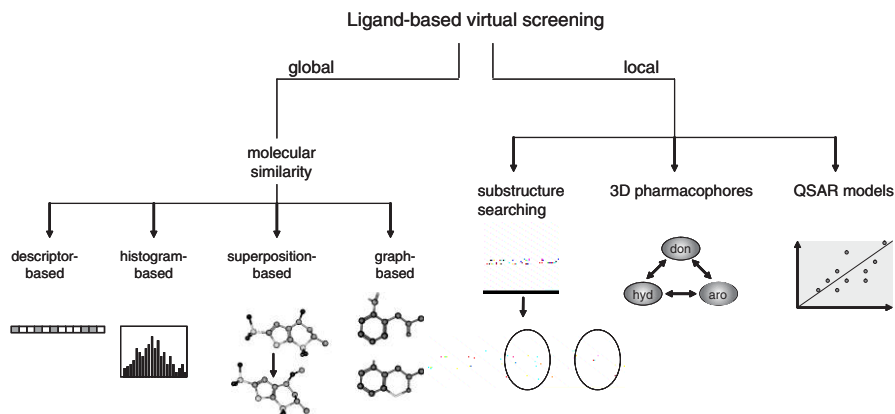 Ligand-based virtual screening
global
local
molecular
similarity
substructure
searching
3D pharmacophores
QSAR models
descriptor-
based
histogram-
based
superposition-
based
graph-
based
don
hyd
aro